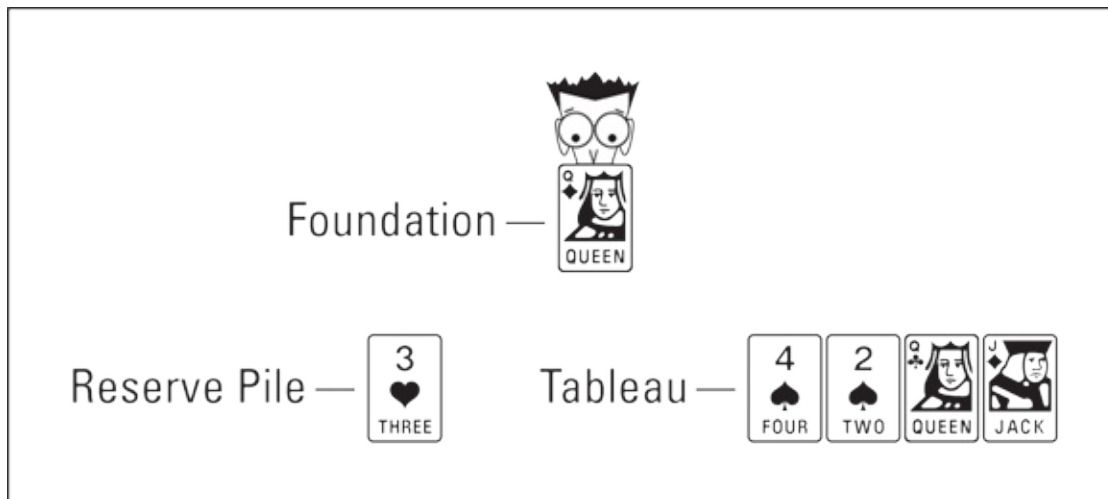 Q
Foundation
QUEEN
Reserve Pile
3
THREE
Tableau
4
FOUR
2
TWO
Q
QUEEN
J
JACK